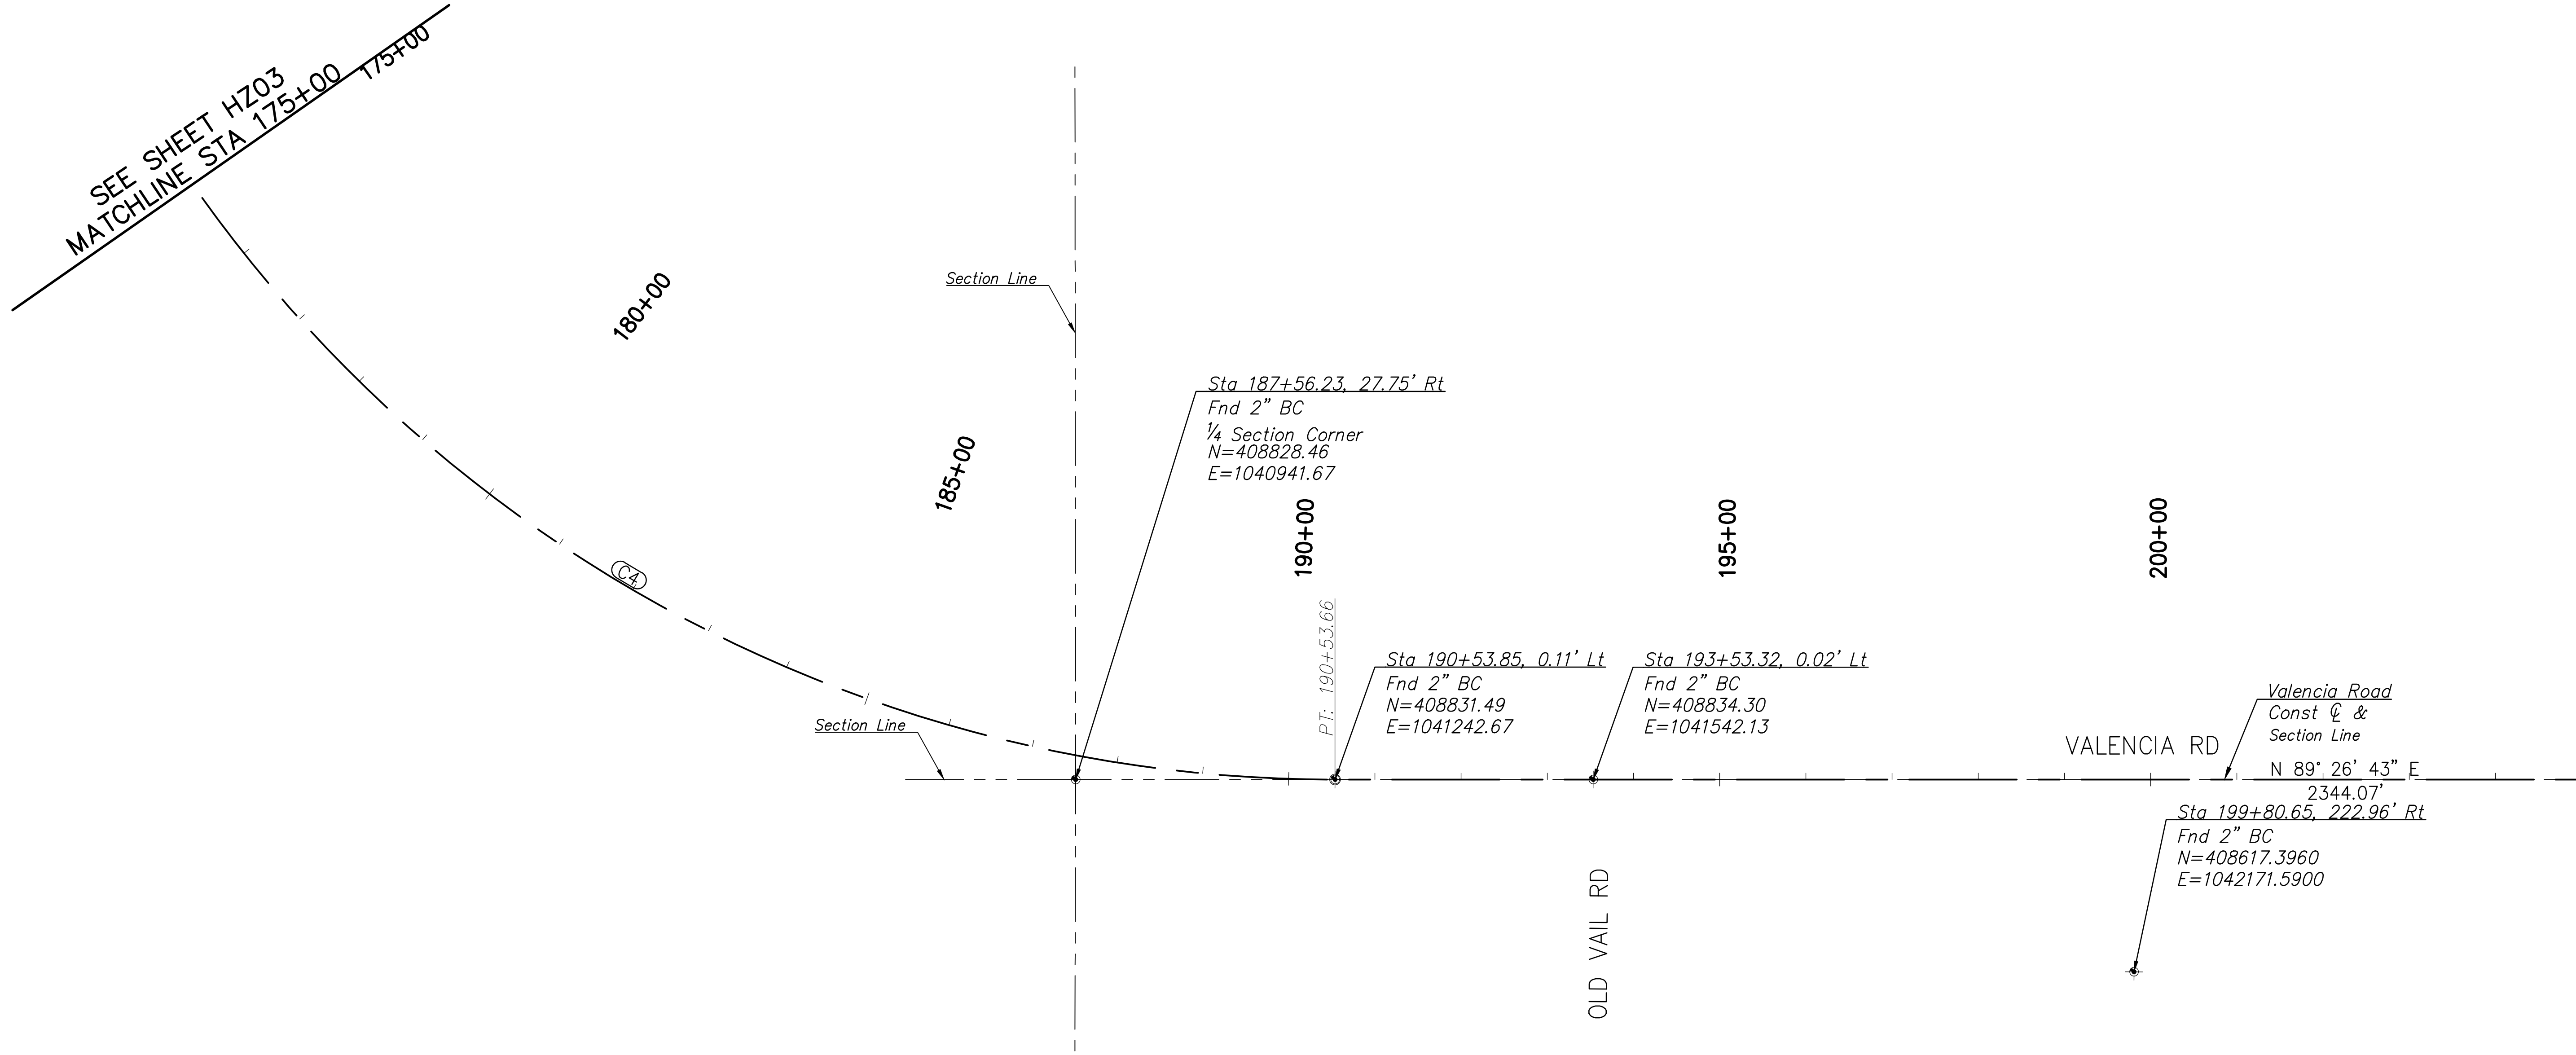 SEE SHEET HZ03
MATCHLINE STA 175+00
175+00
180+00
Section Line
185+00
Sta 187+56.23, 27.75' Rt
Fnd 2" BC
¼ Section Corner
N=408828.46
E=1040941.67
190+00
195+00
200+00
C4
PT: 190+53.66
Sta 190+53.85, 0.11' Lt
Fnd 2" BC
N=408831.49
E=1041242.67
Sta 193+53.32, 0.02' Lt
Fnd 2" BC
N=408834.30
E=1041542.13
Section Line
VALENCIA RD
Valencia Road
Const ℄ &
Section Line
N 89° 26' 43" E
2344.07'
Sta 199+80.65, 222.96' Rt
Fnd 2" BC
N=408617.3960
E=1042171.5900
OLD VAIL RD